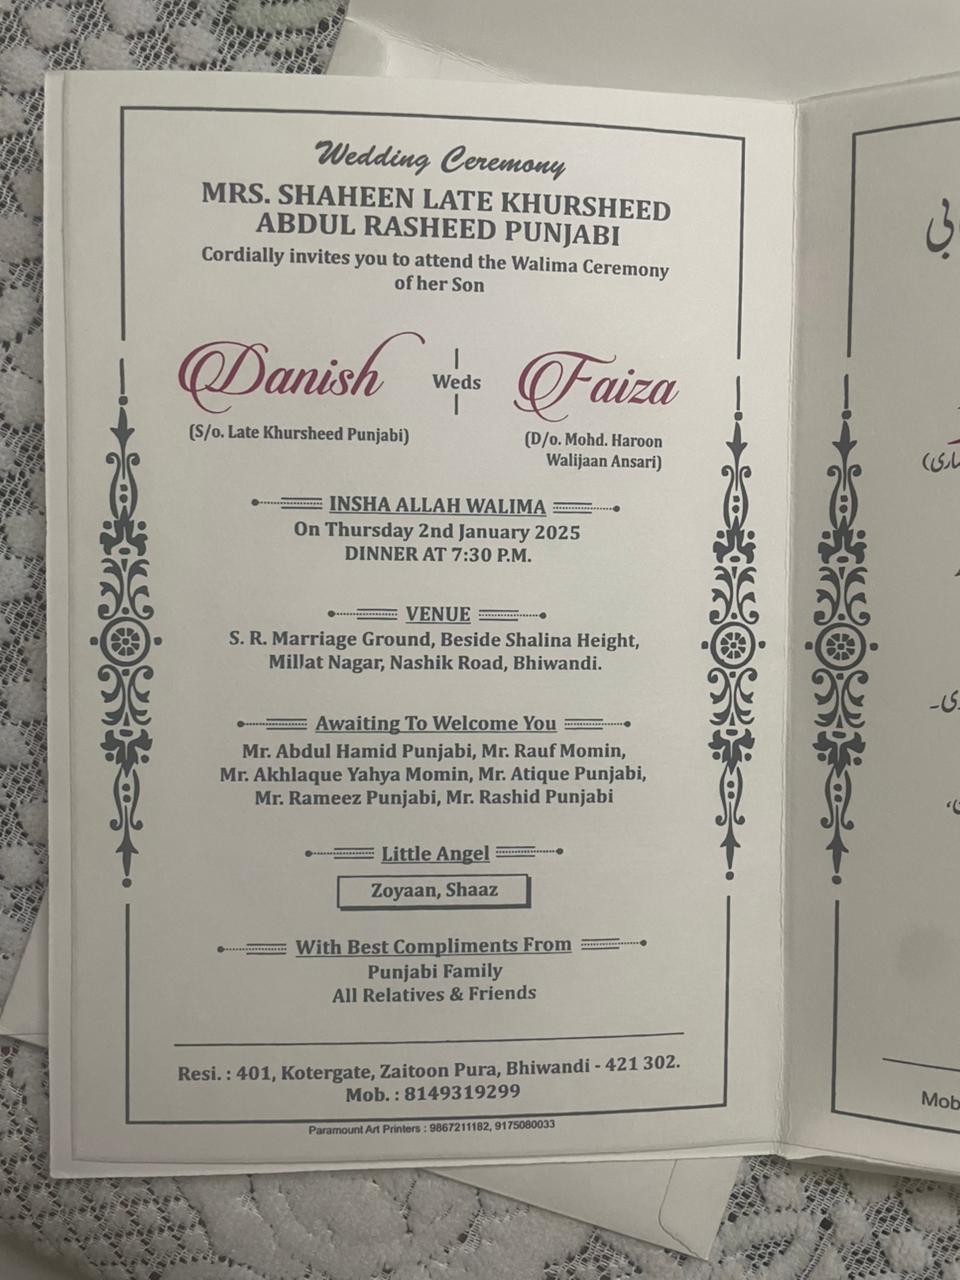 Wedding Ceremony
MRS. SHAHEEN LATE KHURSHEED
ABDUL RASHEED PUNJABI
Cordially invites you to attend the Walima Ceremony
of her Son
Danish Weds Faiza
(S/o. Late Khursheed Punjabi)
(D/o. Mohd. Haroon
Walijaan Ansari)
INSHA ALLAH WALIMA
On Thursday 2nd January 2025
DINNER AT 7:30 P.M.
VENUE
S. R. Marriage Ground, Beside Shalina Height,
Millat Nagar, Nashik Road, Bhiwandi.
Awaiting To Welcome You
Mr. Abdul Hamid Punjabi, Mr. Rauf Momin,
Mr. Akhlaque Yahya Momin, Mr. Atique Punjabi,
Mr. Rameez Punjabi, Mr. Rashid Punjabi
Little Angel
Zoyaan, Shaaz
With Best Compliments From
Punjabi Family
All Relatives & Friends
Resi. : 401, Kotergate, Zaitoon Pura, Bhiwandi - 421 302.
Mob. : 8149319299
Paramount Art Printers : 9867211182, 9175080033
Mob